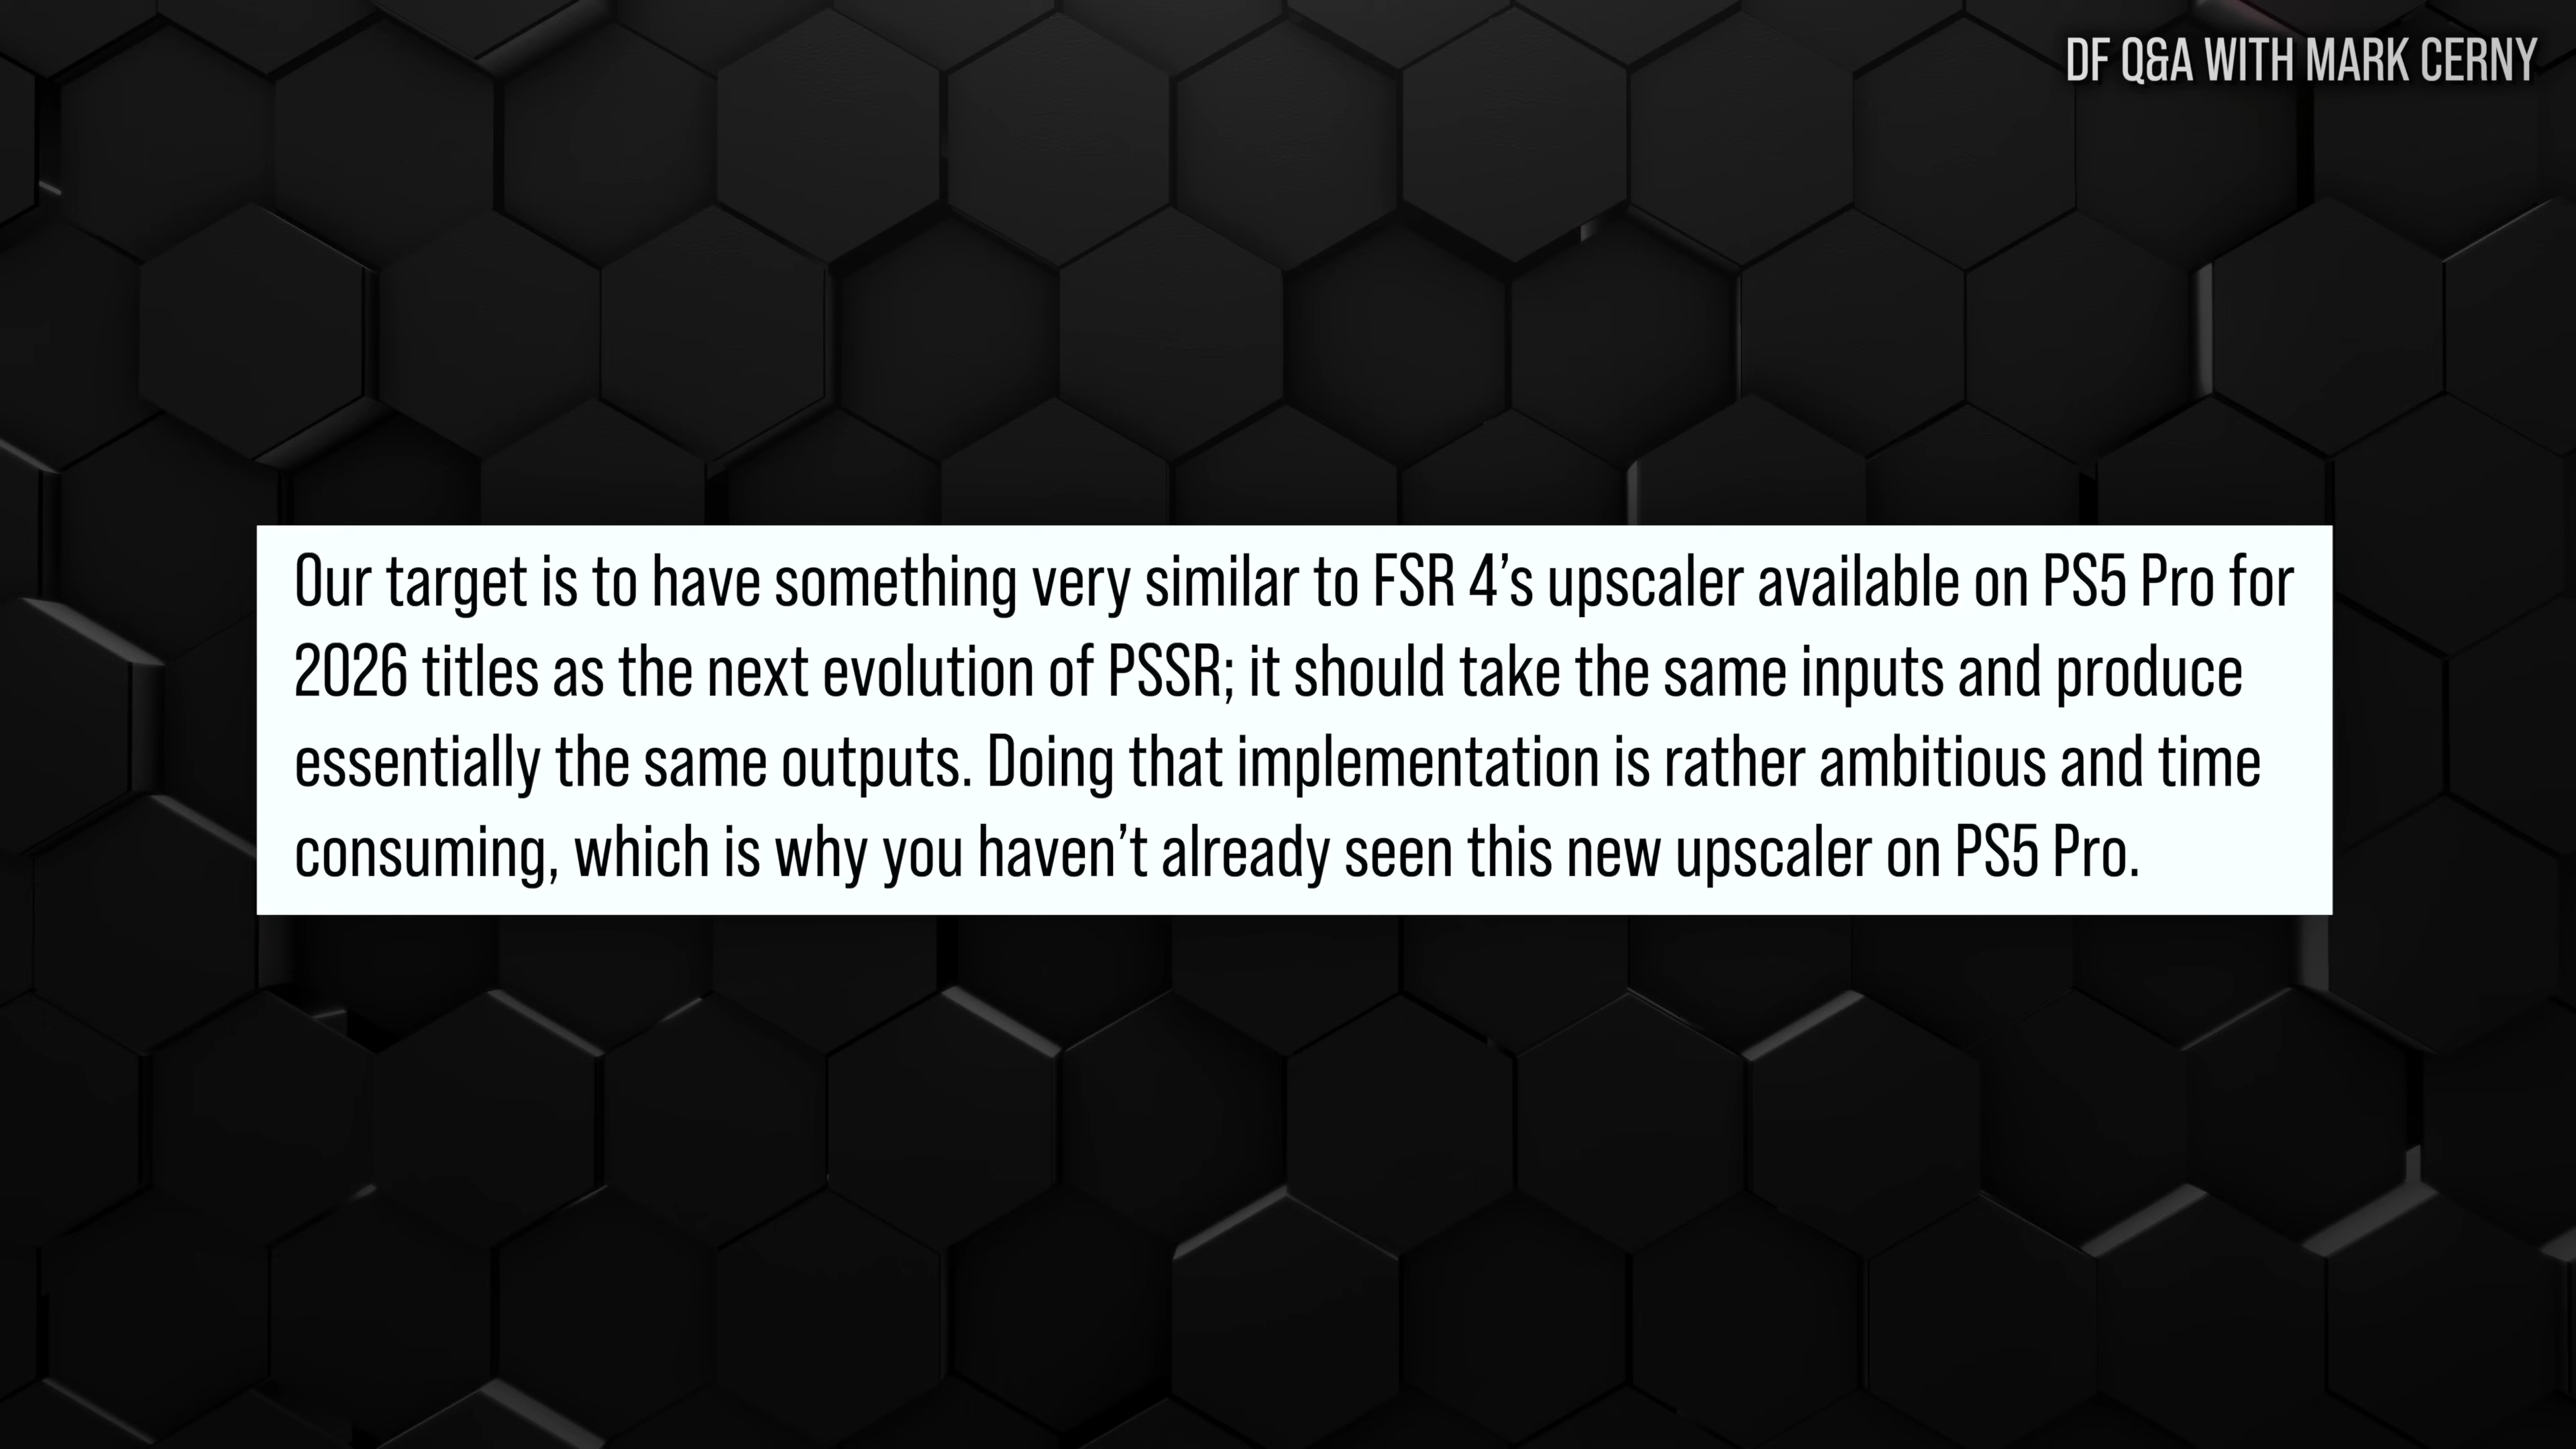 DF Q&A WITH MARK CERNY
Our target is to have something very similar to FSR 4’s upscaler available on PS5 Pro for
2026 titles as the next evolution of PSSR; it should take the same inputs and produce
essentially the same outputs. Doing that implementation is rather ambitious and time
consuming, which is why you haven’t already seen this new upscaler on PS5 Pro.